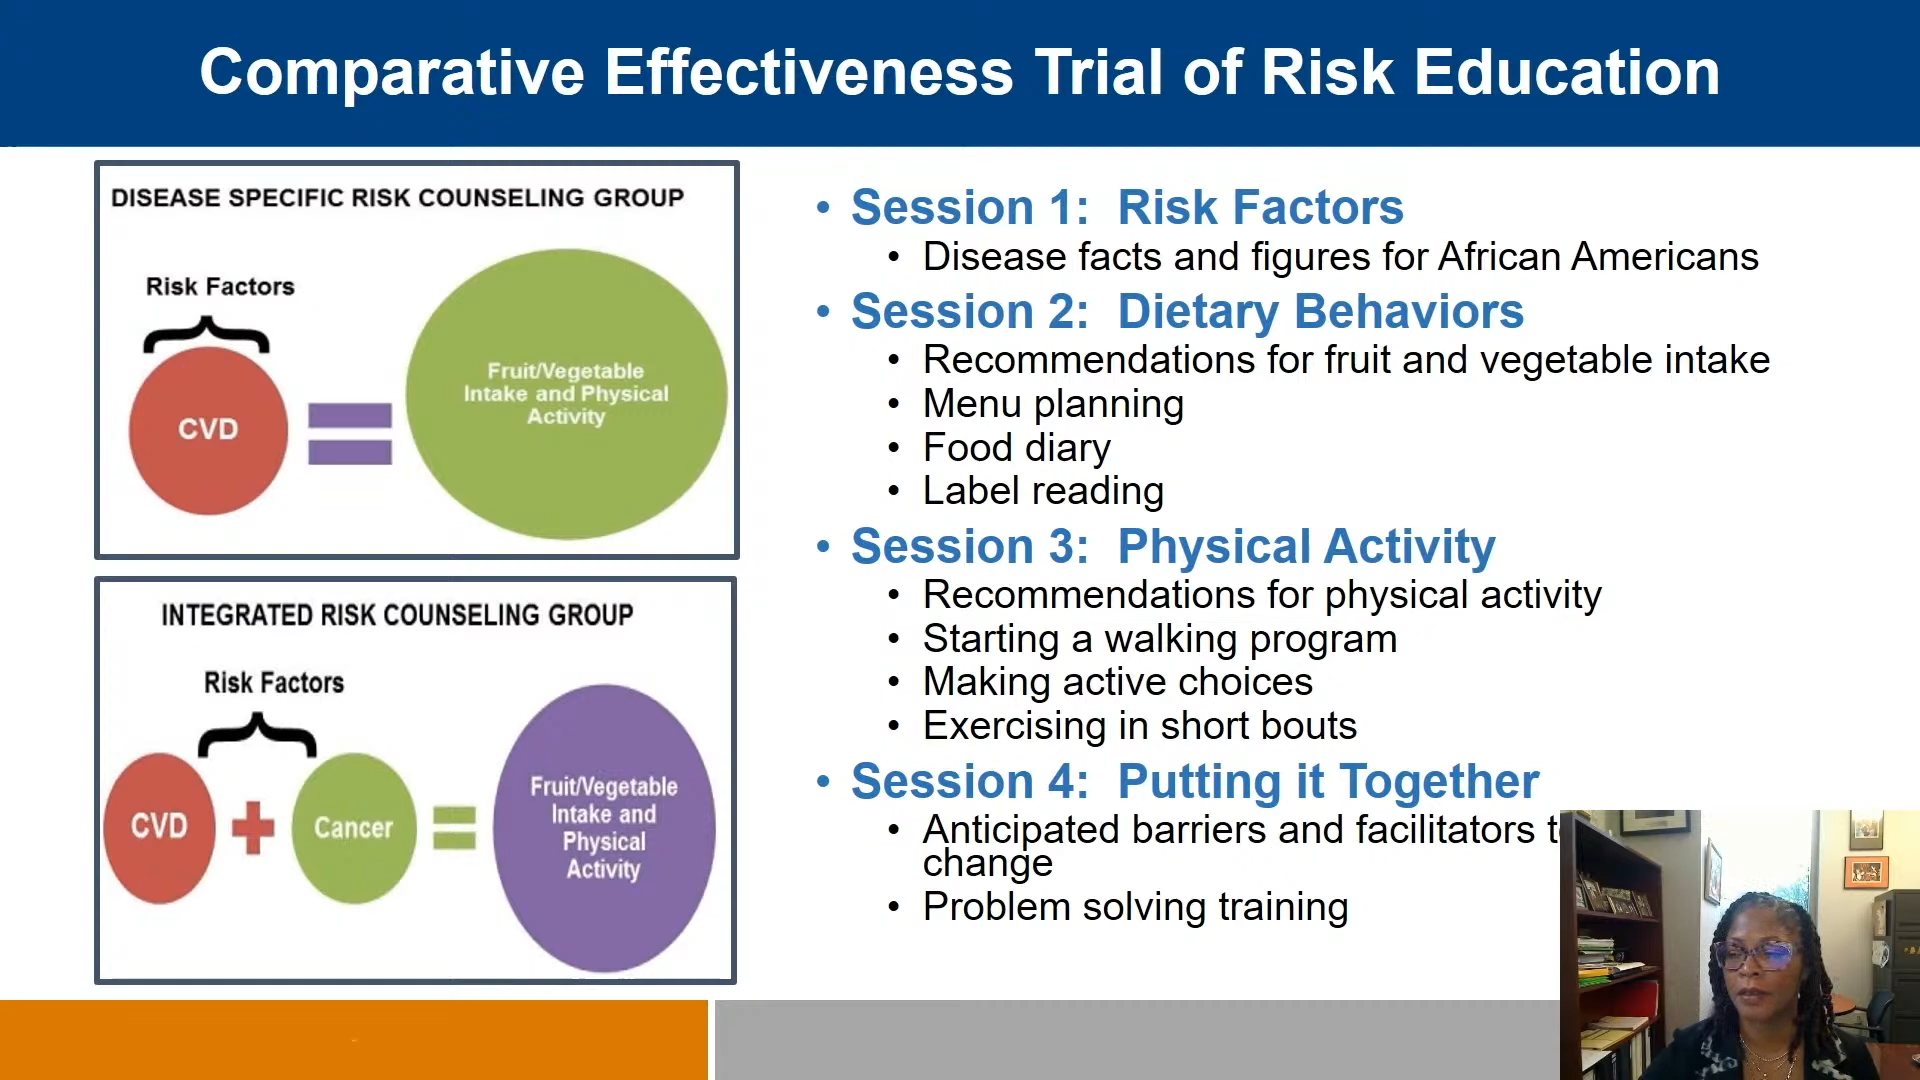 Comparative Effectiveness Trial of Risk Education
DISEASE SPECIFIC RISK COUNSELING GROUP
Risk Factors
CVD
Fruit/Vegetable
Intake and Physical
Activity
INTEGRATED RISK COUNSELING GROUP
Risk Factors
CVD
Cancer
Fruit/Vegetable
Intake and
Physical
Activity
• Session 1: Risk Factors
• Disease facts and figures for African Americans
• Session 2: Dietary Behaviors
• Recommendations for fruit and vegetable intake
• Menu planning
• Food diary
• Label reading
• Session 3: Physical Activity
• Recommendations for physical activity
• Starting a walking program
• Making active choices
• Exercising in short bouts
• Session 4: Putting it Together
• Anticipated barriers and facilitators
change
• Problem solving training